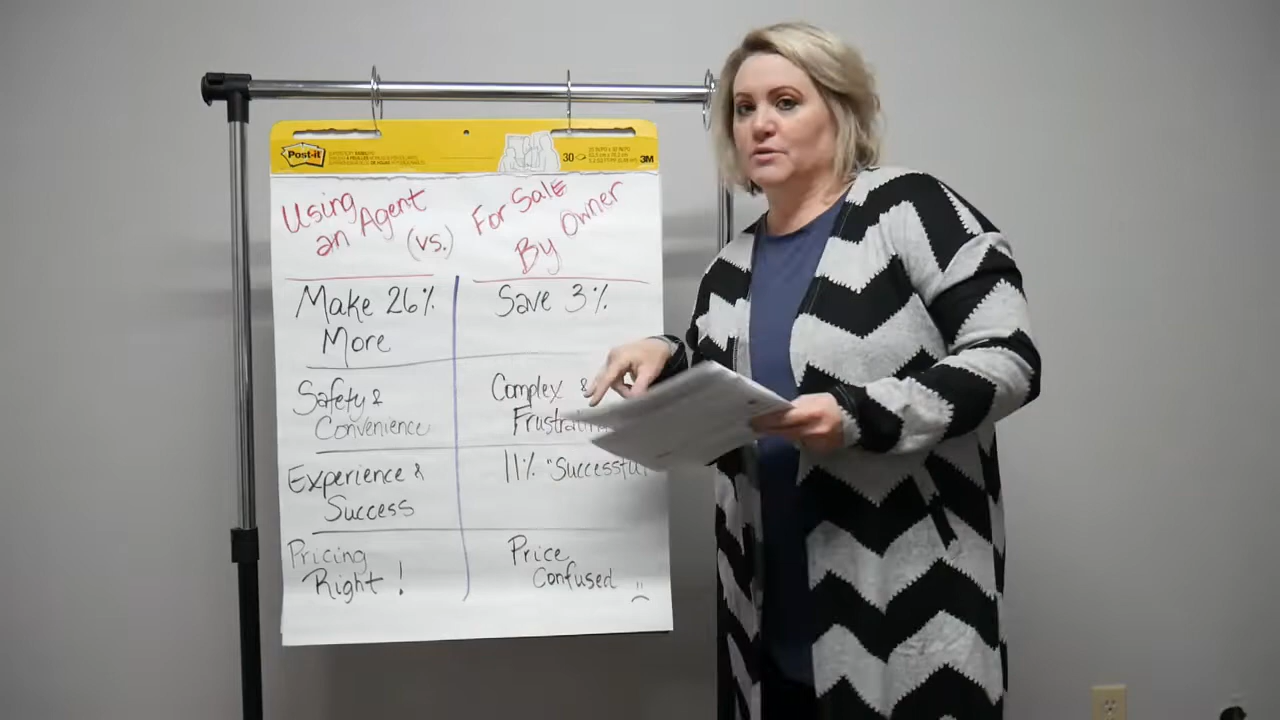 Post-it
30
3M
Using an Agent
(vs.)
For Sale By Owner
Make 26%
More
Save 3%
Safety &
Convenience
Complex &
Experience &
Success
11% "Successful
Pricing
Right!
Price
Confused :(